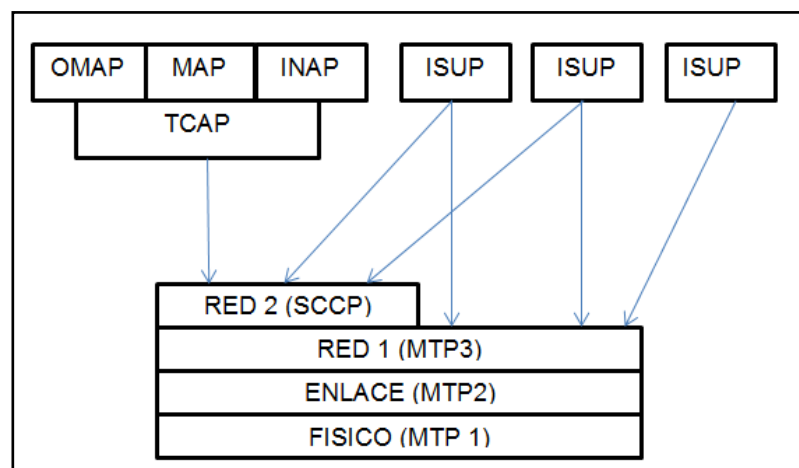 OMAP MAP INAP ISUP ISUP ISUP
TCAP
RED 2 (SCCP)
RED 1 (MTP3)
ENLACE (MTP2)
FISICO (MTP 1)